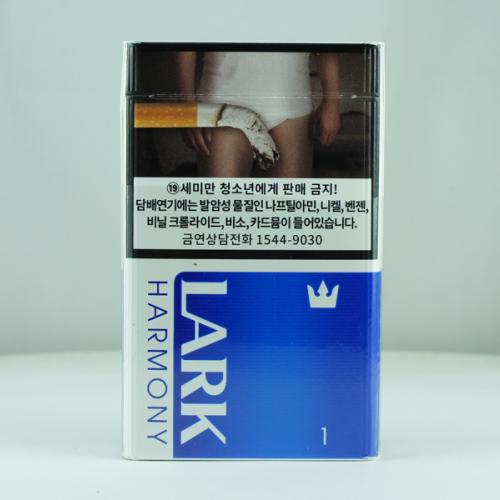 ⑲세미만 청소년에게 판매 금지!
담배연기에는 발암성 물질인 나프틸아민, 니켈, 벤젠,
비닐 크롤라이드, 비소, 카드뮴이 들어있습니다.
금연상담전화 1544-9030
LARK
HARMONY
1